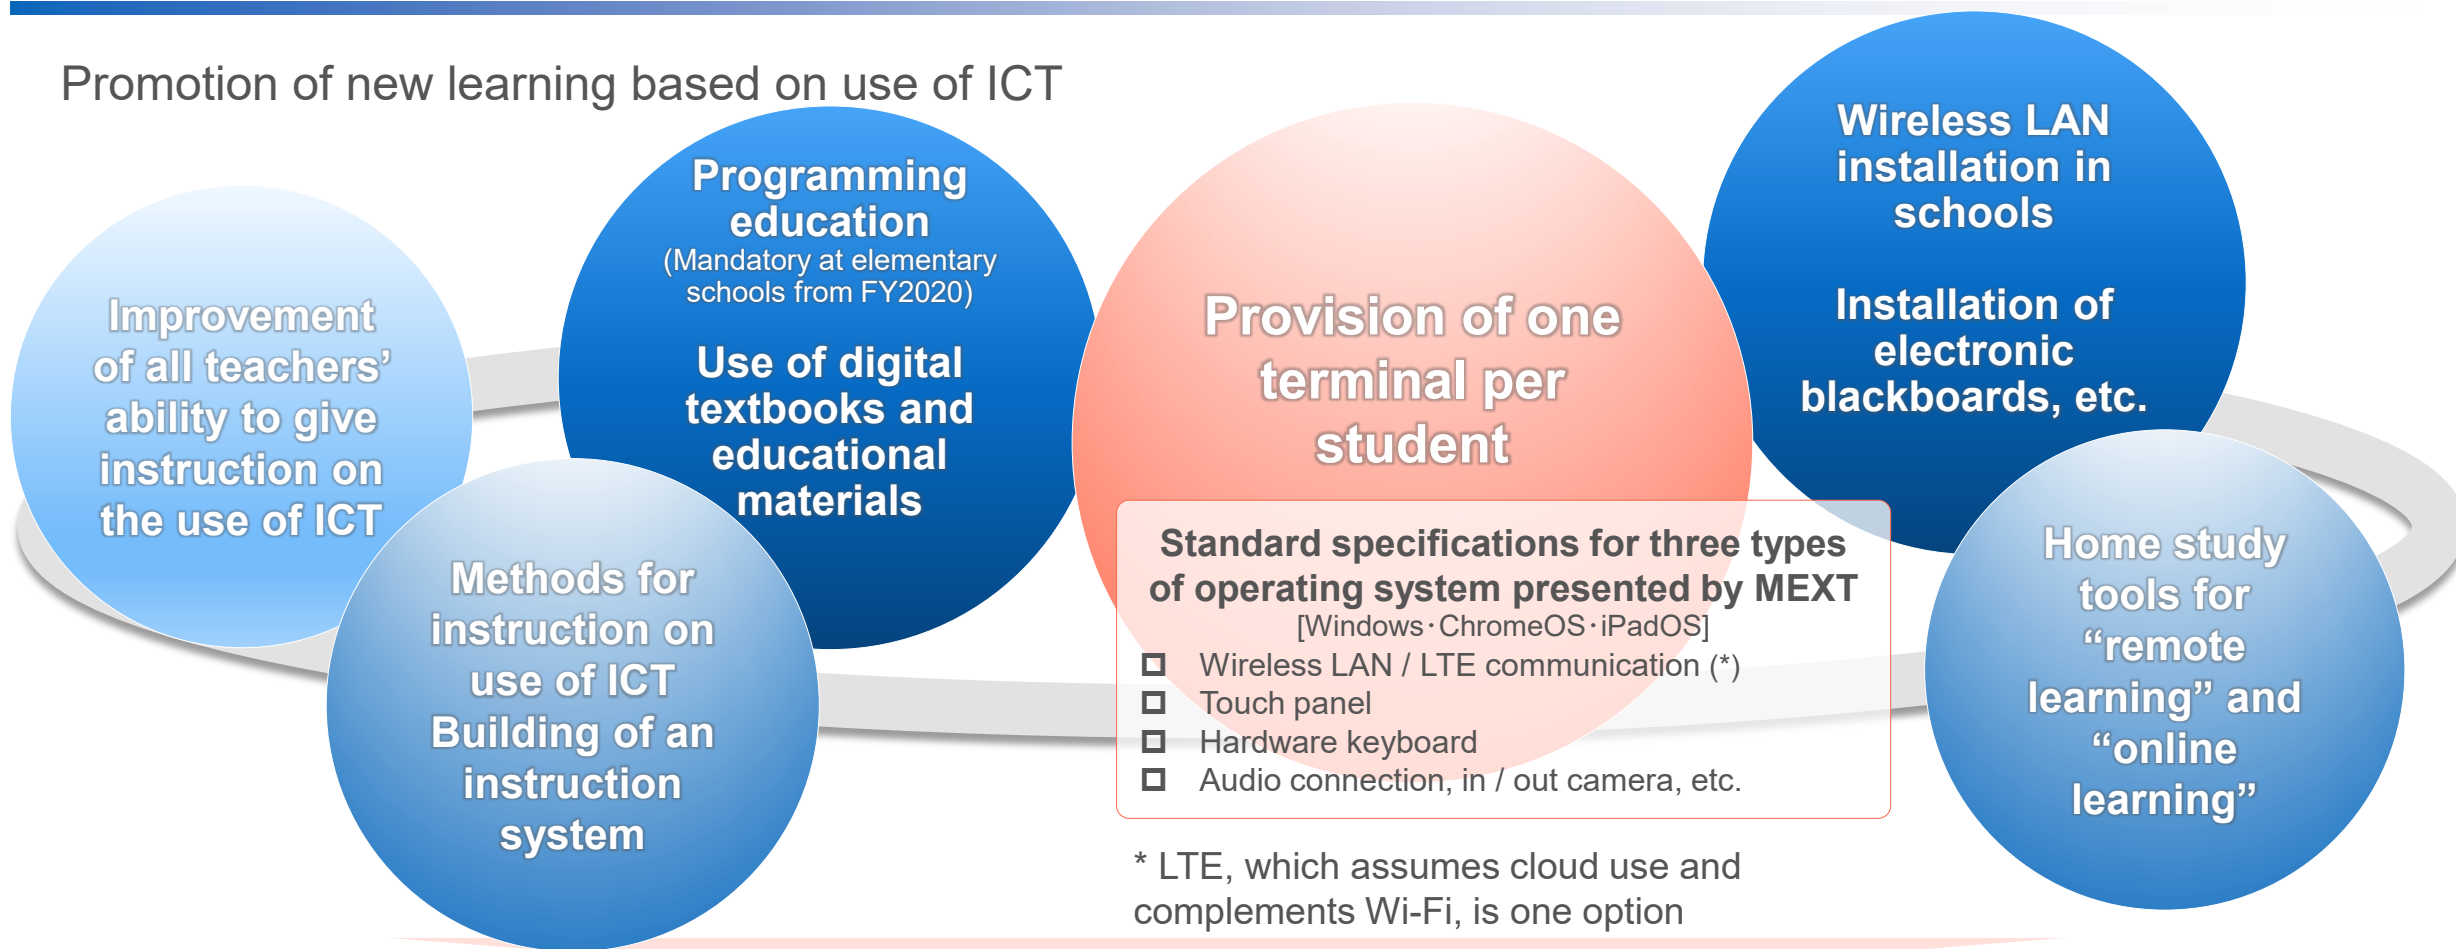 Promotion of new learning based on use of ICT
Improvement
of all teachers’
ability to give
instruction on
the use of ICT
Methods for
instruction on
use of ICT
Building of an
instruction
system
Programming
education
(Mandatory at elementary
schools from FY2020)
Use of digital
textbooks and
educational
materials
Provision of one
terminal per
student
Standard specifications for three types
of operating system presented by MEXT
[Windows･ChromeOS･iPadOS]
Wireless LAN / LTE communication (*)
Touch panel
Hardware keyboard
Audio connection, in / out camera, etc.
* LTE, which assumes cloud use and
complements Wi-Fi, is one option
Wireless LAN
installation in
schools
Installation of
electronic
blackboards, etc.
Home study
tools for
“remote
learning” and
“online
learning”